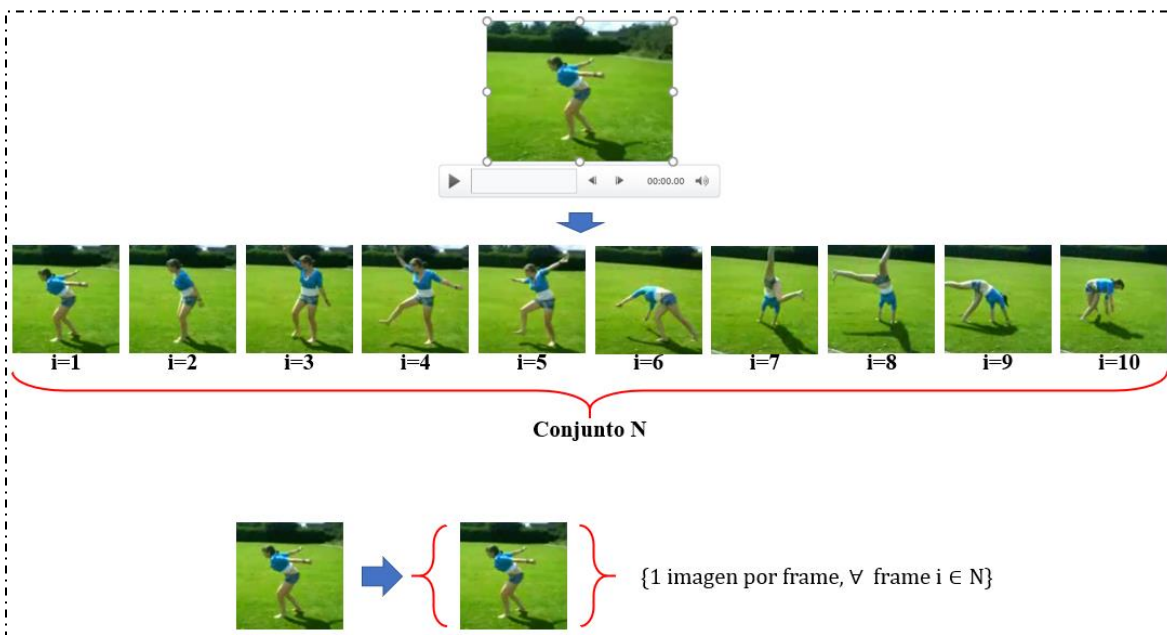 00:00.00
i=1 i=2 i=3 i=4 i=5 i=6 i=7 i=8 i=9 i=10
Conjunto N
{1 imagen por frame, ∀ frame i ∈ N}